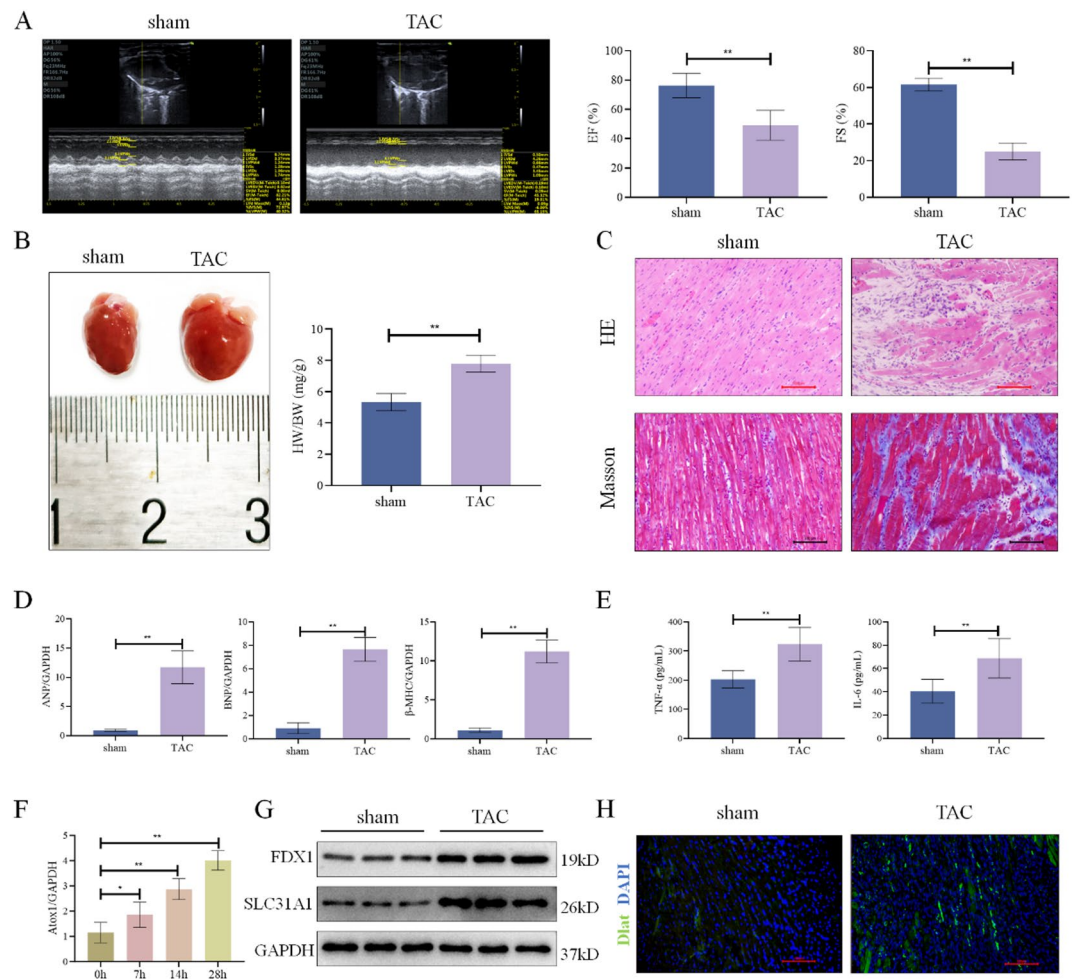 A
sham
TAC
EF (%)
100
80
60
40
20
0
**
sham
TAC
FS (%)
80
60
40
20
0
**
sham
TAC
B
sham
TAC
1
2
3
HW/BW (mg/g)
10
8
6
4
2
0
**
sham
TAC
C
sham
TAC
HE
Masson
D
ANP/GAPDH
20
15
10
5
0
**
sham
TAC
BNP/GAPDH
10
8
6
4
2
0
**
sham
TAC
β-MHC/GAPDH
15
10
5
0
**
sham
TAC
E
TNF-α (pg/mL)
400
300
200
100
0
**
sham
TAC
IL-6 (pg/mL)
100
80
60
40
20
0
**
sham
TAC
F
Atox1/GAPDH
5
4
3
2
1
0
*
**
**
0h
7h
14h
28h
G
sham
TAC
FDX1
19kD
SLC31A1
26kD
GAPDH
37kD
H
sham
TAC
Dlat DAPI